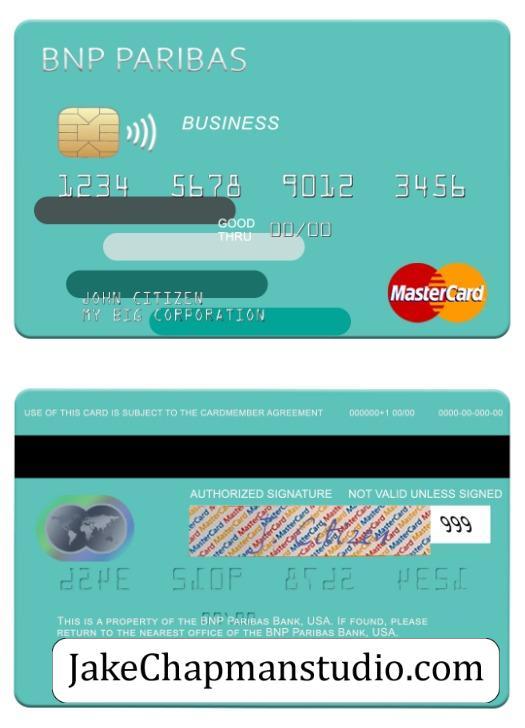 BNP PARIBAS
BUSINESS
1234 5678 9012 3456
GOOD
THRU 00/00
JOHN CITIZEN
MY BIG CORPORATION
MasterCard
USE OF THIS CARD IS SUBJECT TO THE CARDMEMBER AGREEMENT 000000+1 00/00 0000-00-000-00
AUTHORIZED SIGNATURE NOT VALID UNLESS SIGNED
J. Citizen 999
THIS IS A PROPERTY OF THE BNP PARIBAS BANK, USA. IF FOUND, PLEASE
RETURN TO THE NEAREST OFFICE OF THE BNP PARIBAS BANK, USA.
JakeChapmanstudio.com